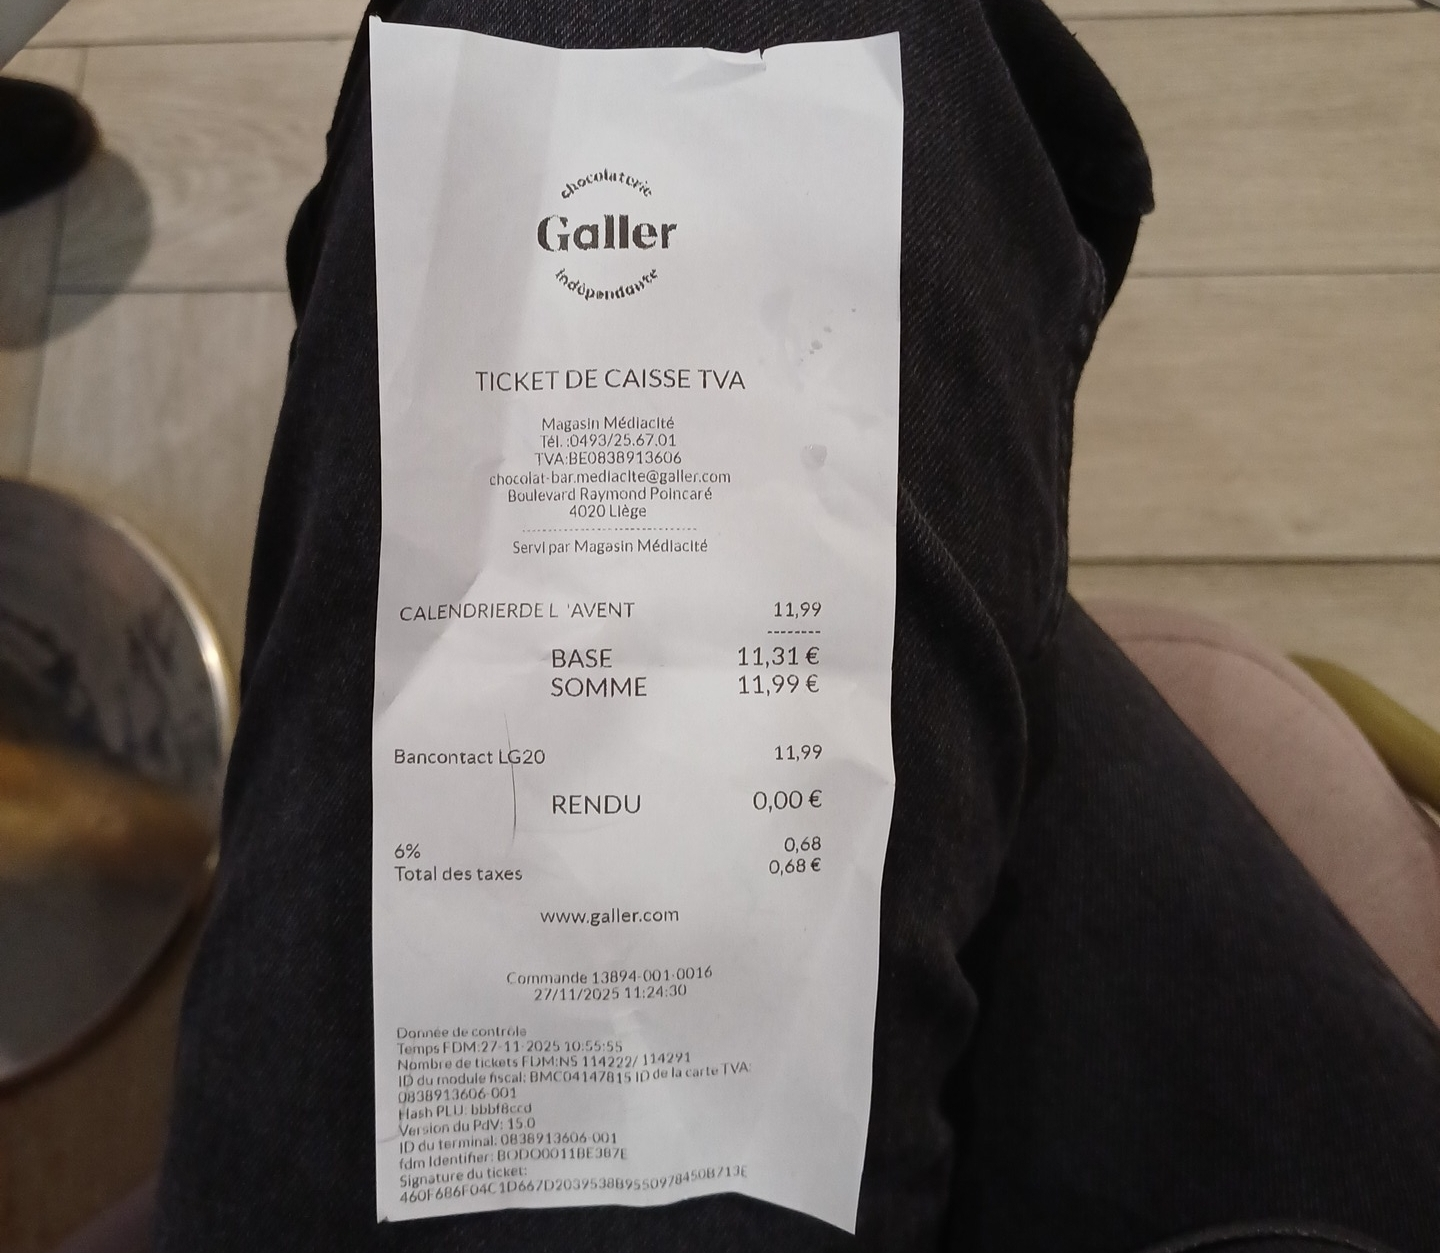 chocolaterie
Galler
indépendante
TICKET DE CAISSE TVA
Magasin Médiacité
Tél. :0493/25.67.01
TVA:BE0838913606
chocolat-bar.mediacite@galler.com
Boulevard Raymond Poincaré
4020 Liège
--------------------------------
Servi par Magasin Médiacité
CALENDRIERDE L 'AVENT 11,99
--------
BASE 11,31 €
SOMME 11,99 €
Bancontact LG20 11,99
RENDU 0,00 €
6% 0,68
Total des taxes 0,68 €
www.galler.com
Commande 13894-001-0016
27/11/2025 11:24:30
Donnée de contrôle
Temps FDM:27-11-2025 10:55:55
Nombre de tickets FDM:NS 114222/ 114291
ID du module fiscal: BMC04147815 ID de la carte TVA:
0838913606-001
Hash PLU: bbbf8ccd
Version du PdV: 15.0
ID du terminal: 0838913606-001
fdm Identifier: BODO0011BE387E
Signature du ticket:
460F686F04C1D667D2039538B9550978450B713E